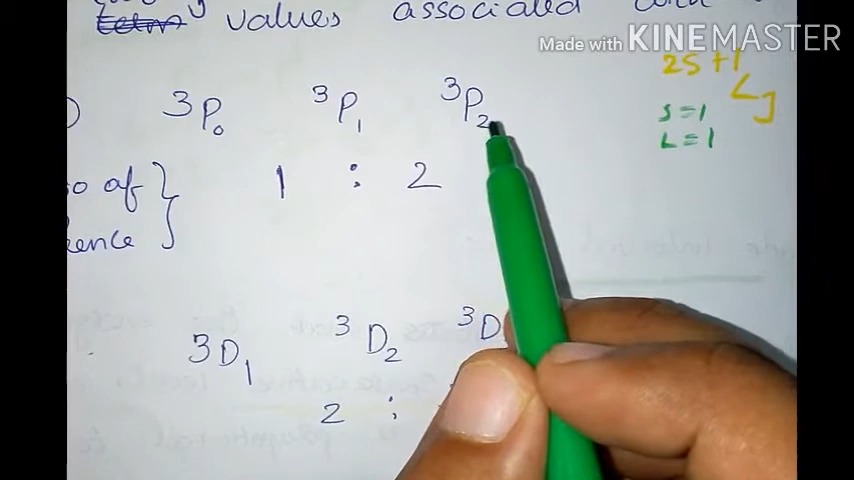 values associated
Made with KINEMASTER
2S+1
L
J
³P₀ ³P₁ ³P₂
S=1
L=1
of } 1 : 2
³D₁ ³D₂ ³D
2 :